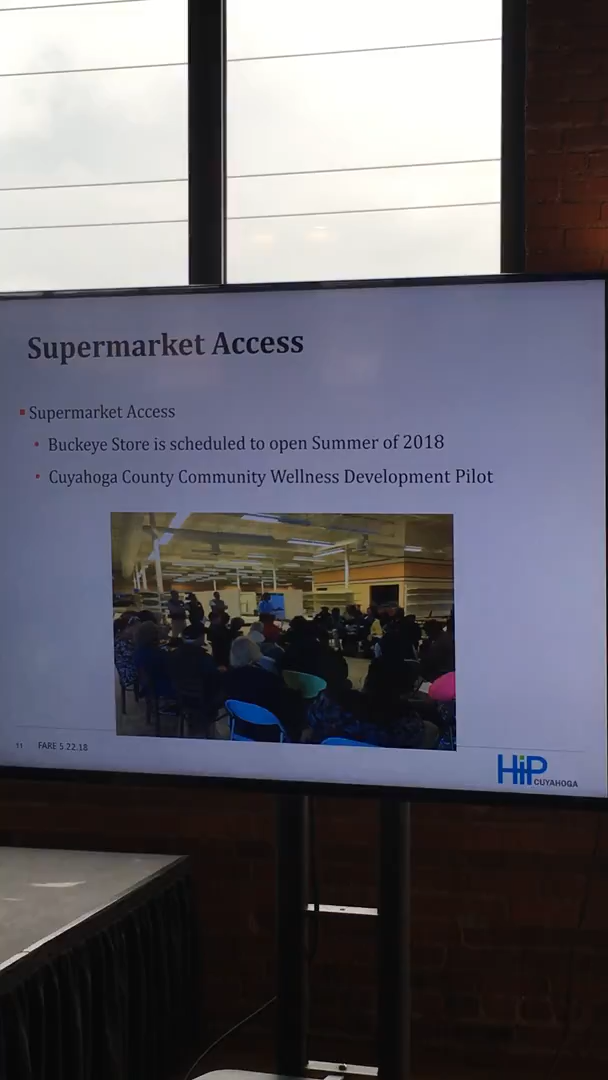 Supermarket Access
Supermarket Access
Buckeye Store is scheduled to open Summer of 2018
Cuyahoga County Community Wellness Development Pilot
11 FARE 5.22.18
HiP
CUYAHOGA